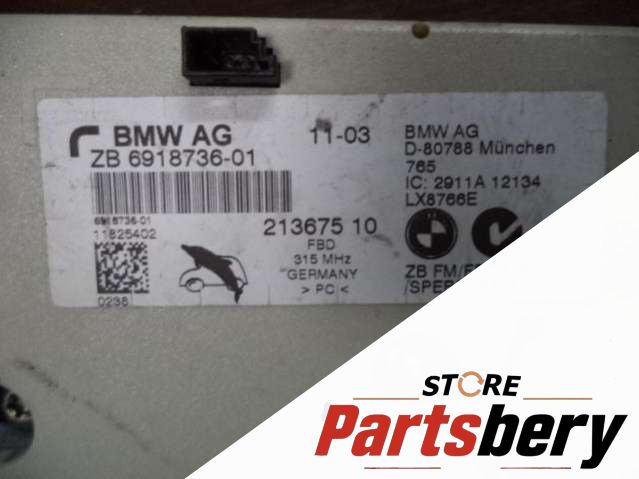 BMW AG
ZB 6918736-01
11-03
BMW AG
D-80788 München
765
IC: 2911A 12134
LX8766E
6918736-01
11825402
213675 10
FBD
315 MHz
GERMANY
> PC <
0238
ZB FM/
/SPER
STORE
Partsbery